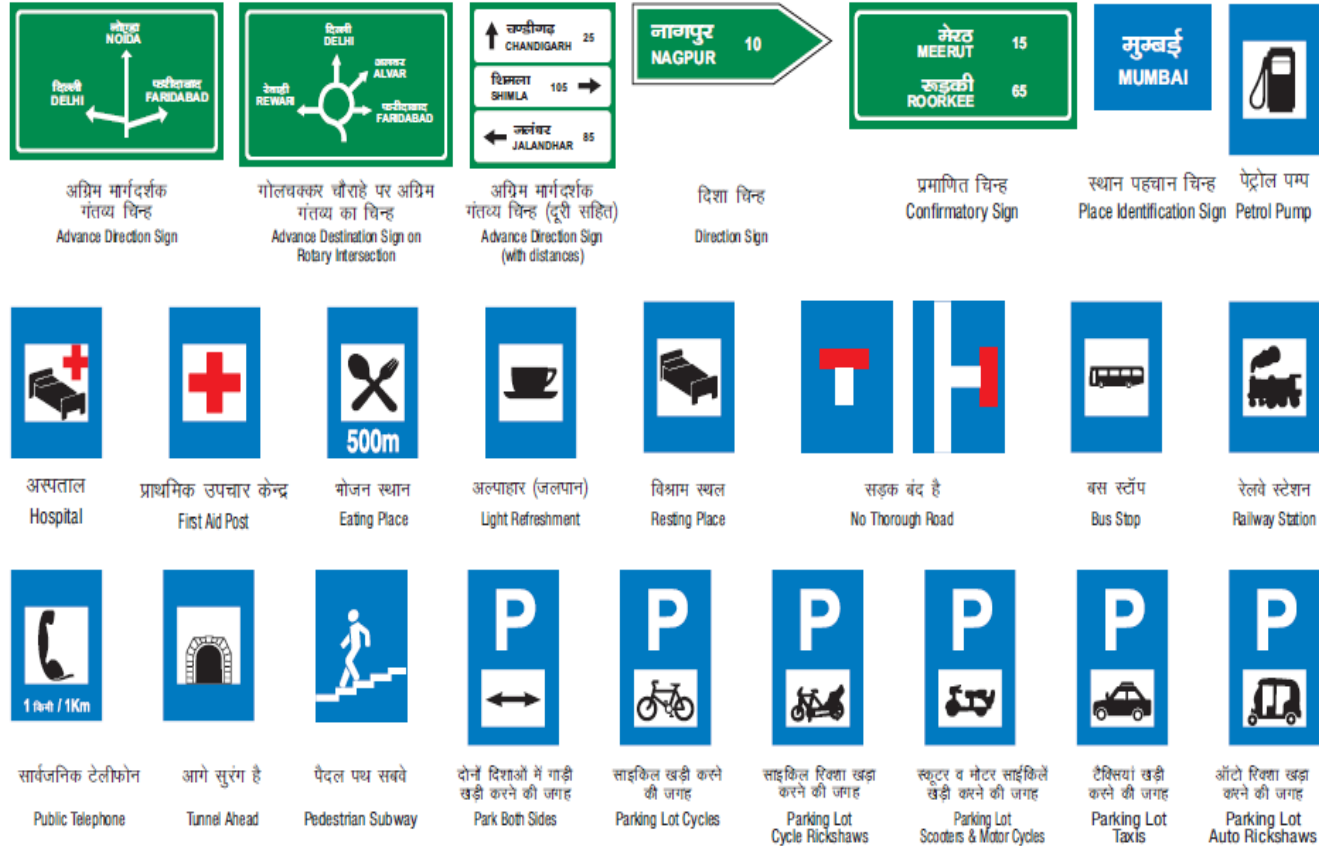 नोएडा
NOIDA
दिल्ली
DELHI
फरीदाबाद
FARIDABAD
अग्रिम मार्गदर्शक
गंतव्य चिन्ह
Advance Direction Sign
दिल्ली
DELHI
अलवर
ALVAR
रेवाड़ी
REWARI
फरीदाबाद
FARIDABAD
गोलचक्कर चौराहे पर अग्रिम
गंतव्य का चिन्ह
Advance Destination Sign on
Rotary Intersection
चण्डीगढ़
CHANDIGARH 25
शिमला
SHIMLA 105
जलंधर
JALANDHAR 85
अग्रिम मार्गदर्शक
गंतव्य चिन्ह (दूरी सहित)
Advance Direction Sign
(with distances)
नागपुर
NAGPUR 10
दिशा चिन्ह
Direction Sign
मेरठ
MEERUT 15
रूड़की
ROORKEE 65
प्रमाणित चिन्ह
Confirmatory Sign
मुम्बई
MUMBAI
स्थान पहचान चिन्ह
Place Identification Sign
पेट्रोल पम्प
Petrol Pump
अस्पताल
Hospital
प्राथमिक उपचार केन्द्र
First Aid Post
500m
भोजन स्थान
Eating Place
अल्पाहार (जलपान)
Light Refreshment
विश्राम स्थल
Resting Place
सड़क बंद है
No Thorough Road
बस स्टॉप
Bus Stop
रेलवे स्टेशन
Railway Station
1 किमी / 1Km
सार्वजनिक टेलीफोन
Public Telephone
आगे सुरंग है
Tunnel Ahead
पैदल पथ सबवे
Pedestrian Subway
P
दोनों दिशाओं में गाड़ी
खड़ी करने की जगह
Park Both Sides
P
साइकिल खड़ी करने
की जगह
Parking Lot Cycles
P
साइकिल रिक्शा खड़ा
करने की जगह
Parking Lot
Cycle Rickshaws
P
स्कूटर व मोटर साईकिलें
खड़ी करने की जगह
Parking Lot
Scooters & Motor Cycles
P
टैक्सियां खड़ी
करने की जगह
Parking Lot
Taxis
P
ऑटो रिक्शा खड़ा
करने की जगह
Parking Lot
Auto Rickshaws